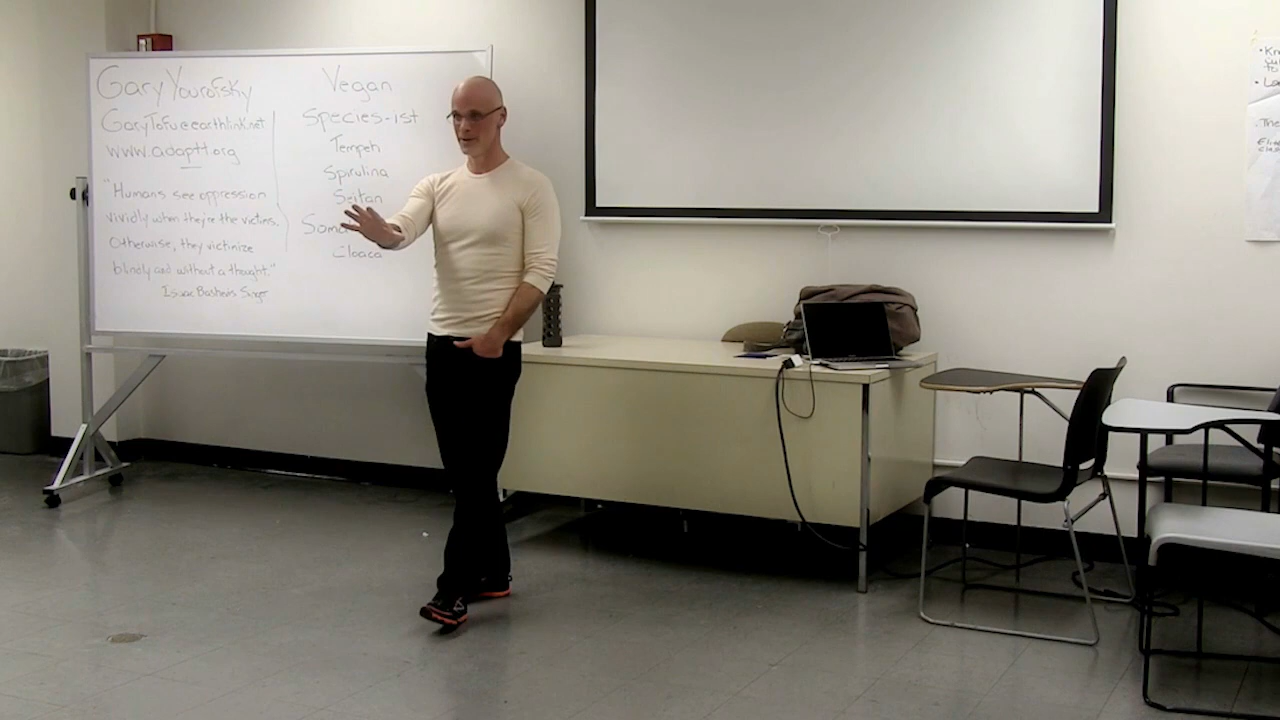 Gary Yourofsky
GaryTofu@earthlink.net
www.adaptt.org
"Humans see oppression
vividly when they're the victims.
Otherwise, they victimize
blindly and without a thought."
Isaac Bashevis Singer
Vegan
Species-ist
Tempeh
Spirulina
Seitan
Cloaca